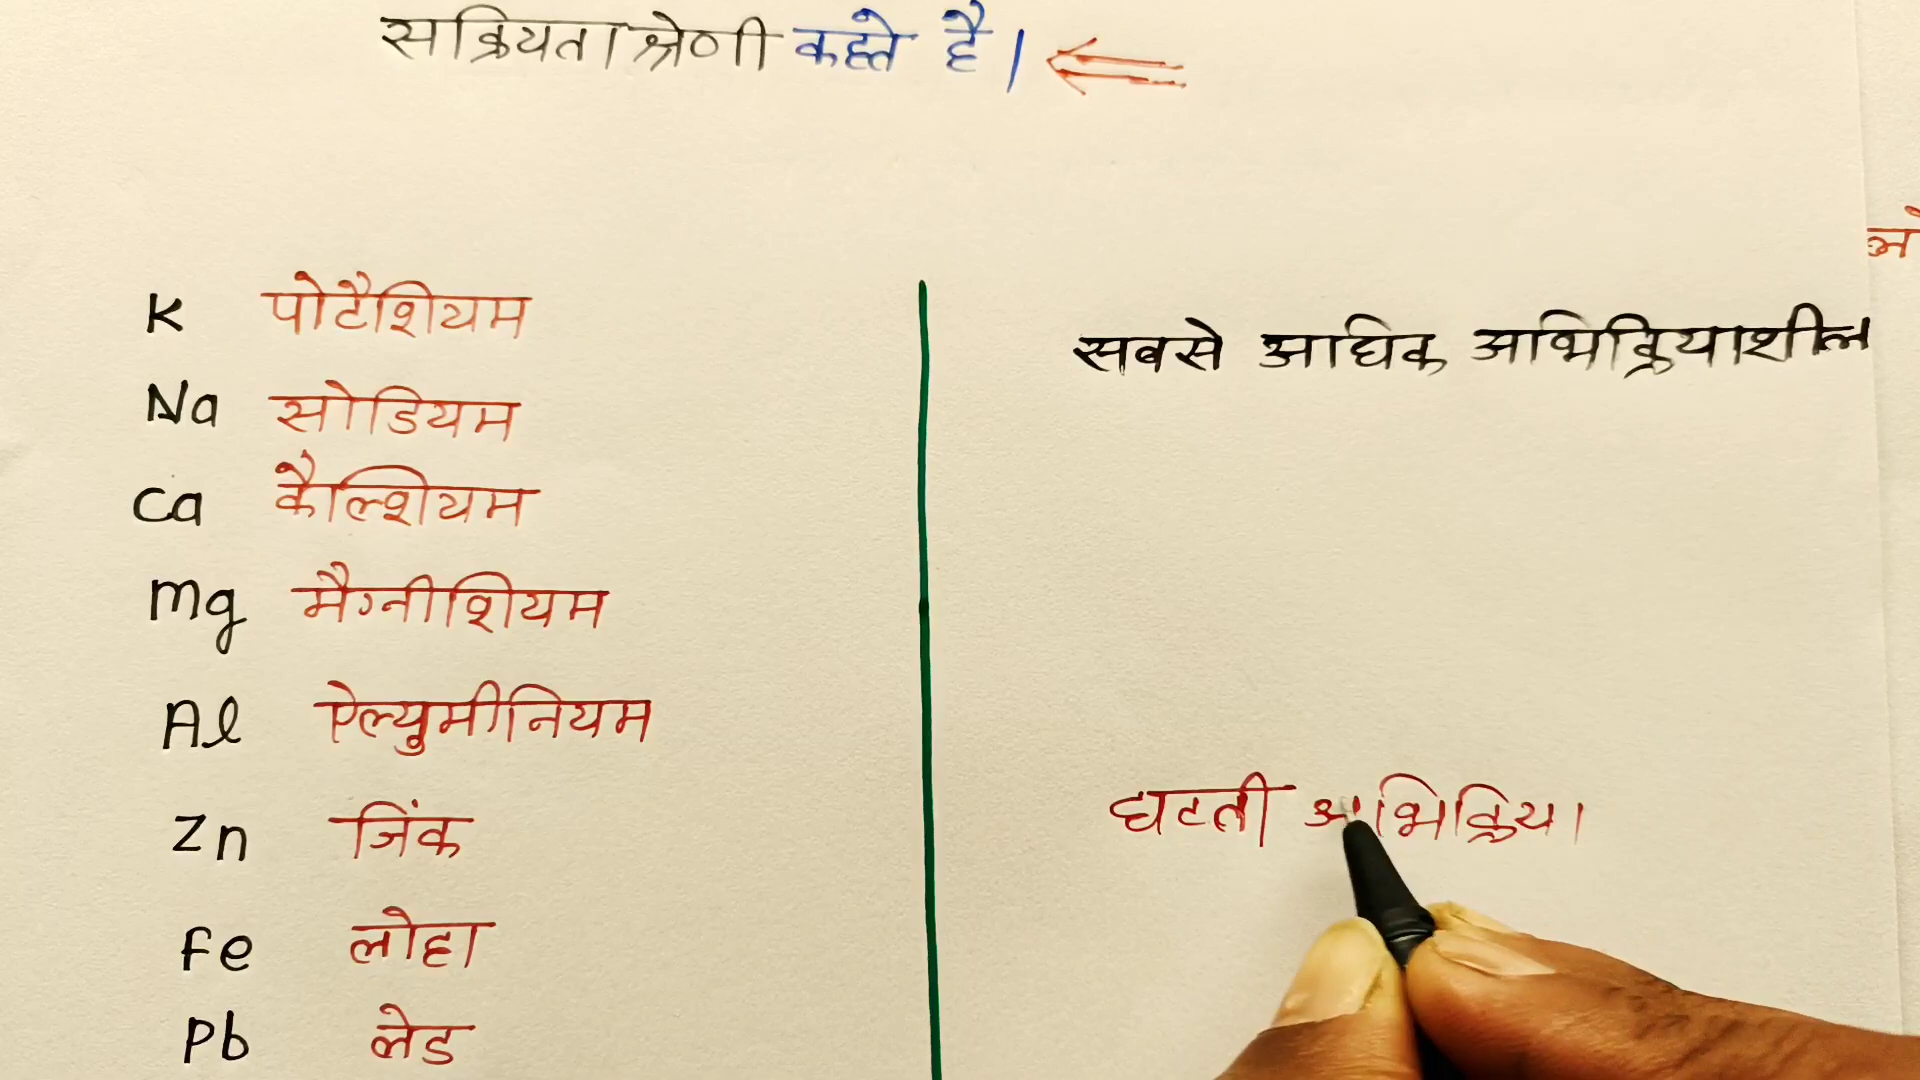 सक्रियता श्रेणी कहते है।
K पोटैशियम
सबसे अधिक अभिक्रियाशील
Na सोडियम
Ca कैल्शियम
Mg मैग्नीशियम
Al ऐल्युमीनियम
घटती अभिक्रिया
Zn जिंक
Fe लोहा
Pb लेड